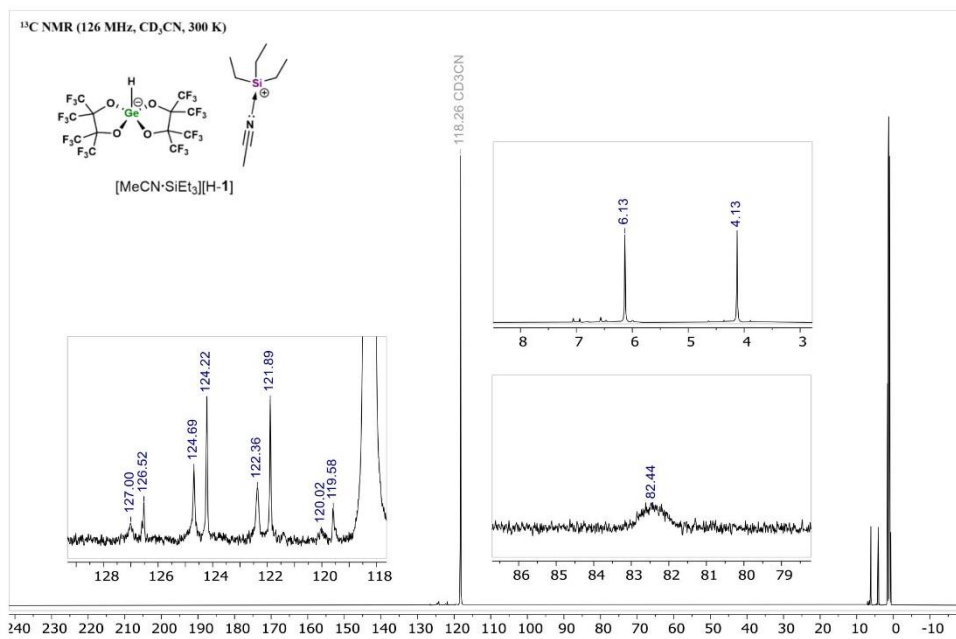 ¹³C NMR (126 MHz, CD₃CN, 300 K)
H
Si
⊕
N
F₃C
CF₃
F₃C
CF₃
O
⊖
O
Ge
F₃C
O
O
CF₃
F₃C
CF₃
[MeCN·SiEt₃][H-1]
118.26 CD3CN
6.13
4.13
8 7 6 5 4 3
127.00
126.52
124.69
124.22
122.36
121.89
120.02
119.58
128 126 124 122 120 118
82.44
86 85 84 83 82 81 80 79
240 230 220 210 200 190 180 170 160 150 140 130 120 110 100 90 80 70 60 50 40 30 20 10 0 -10